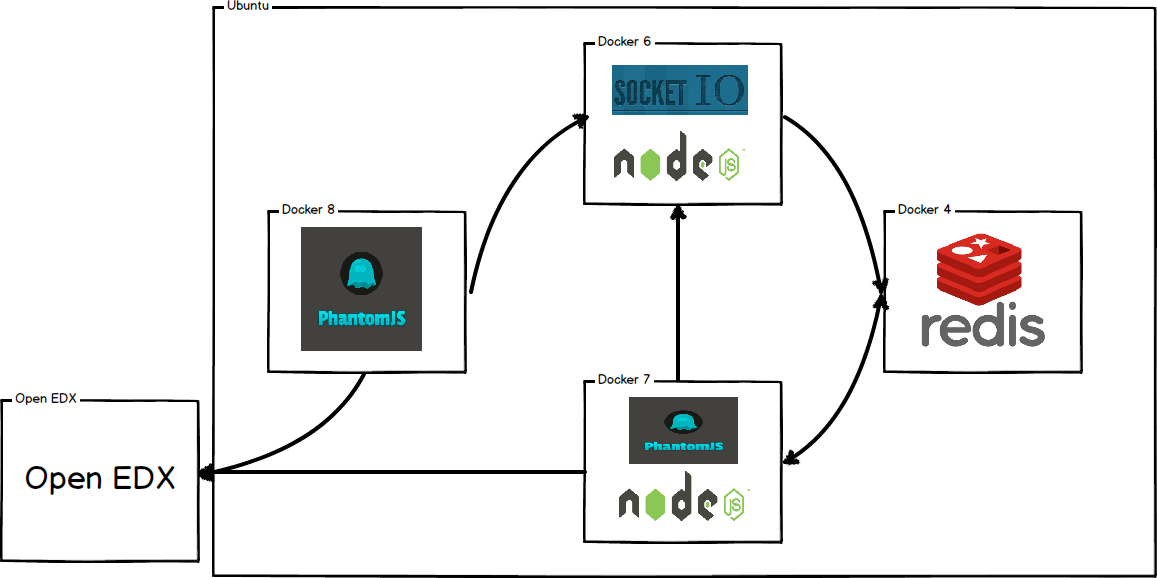 Ubuntu
Docker 6
SOCKET IO
node
JS
Docker 8
PhantomJS
Docker 4
redis
Docker 7
PhantomJS
node
JS
Open EDX
Open EDX